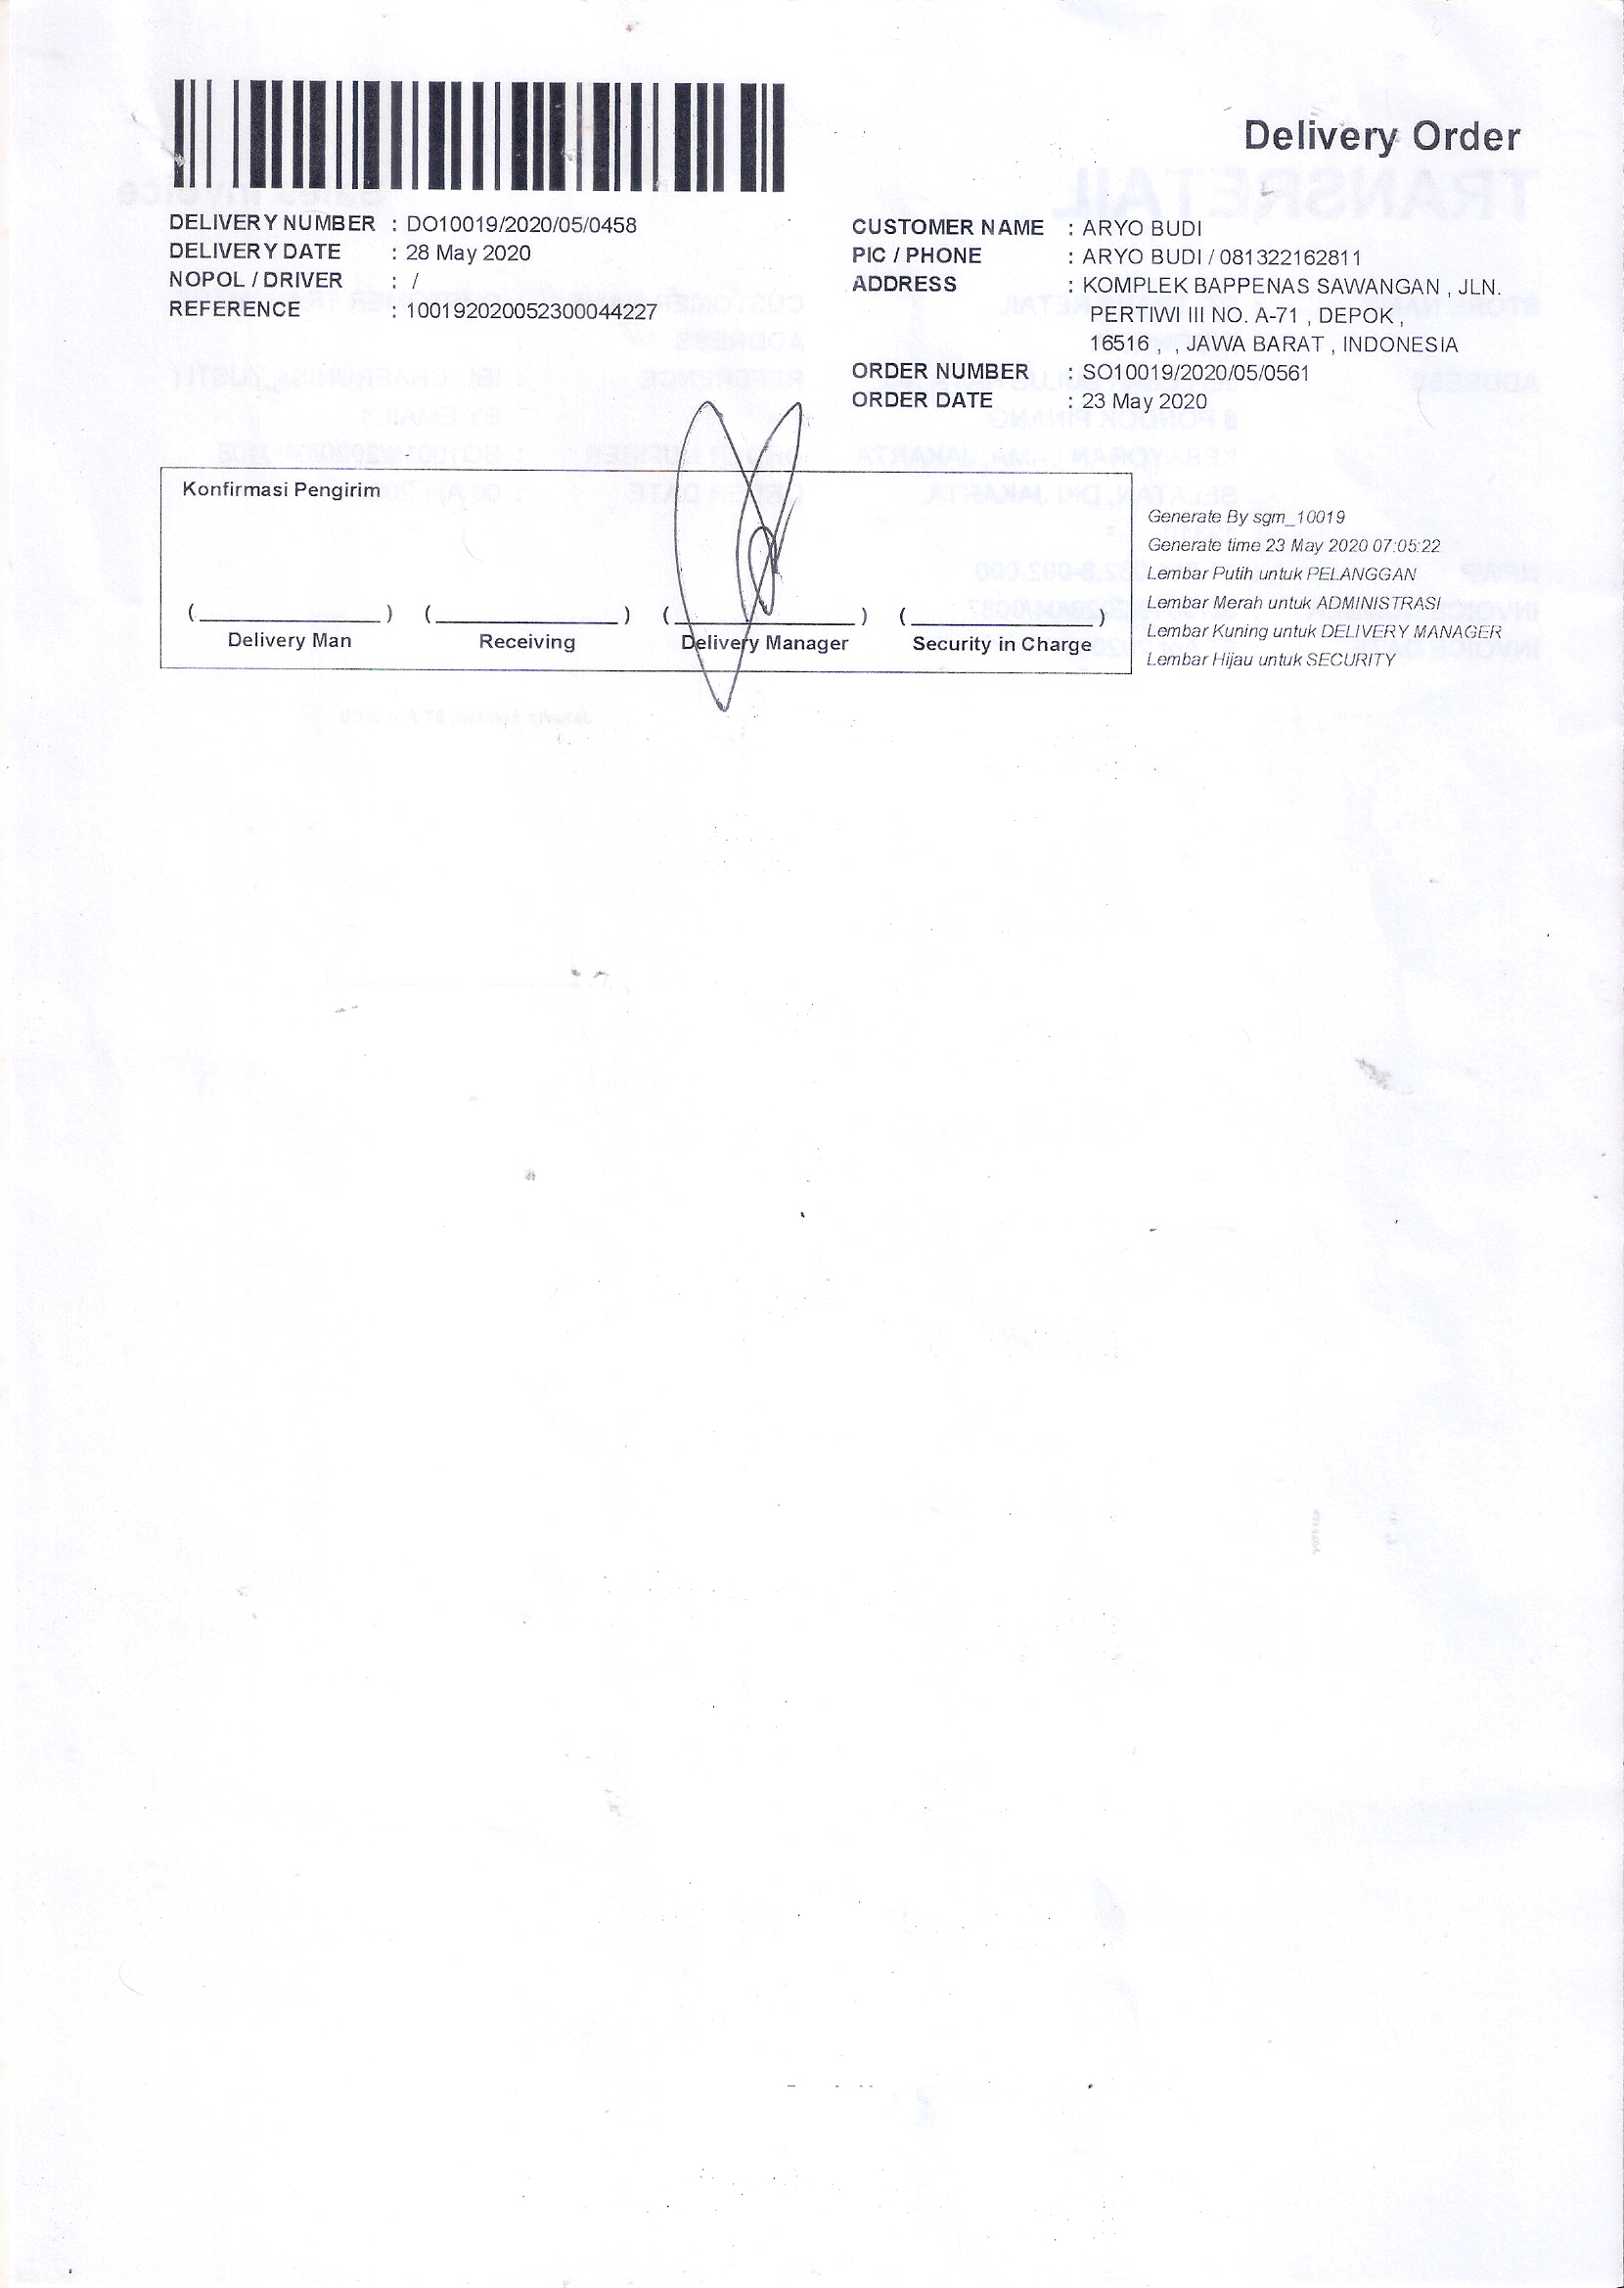 Delivery Order
DELIVERY NUMBER : DO10019/2020/05/0458
DELIVERY DATE : 28 May 2020
NOPOL / DRIVER : /
REFERENCE : 100192020052300044227
CUSTOMER NAME : ARYO BUDI
PIC / PHONE : ARYO BUDI / 081322162811
ADDRESS : KOMPLEK BAPPENAS SAWANGAN , JLN.
PERTIWI III NO. A-71 , DEPOK ,
16516 , , JAWA BARAT , INDONESIA
ORDER NUMBER : SO10019/2020/05/0561
ORDER DATE : 23 May 2020
Konfirmasi Pengirim
(____________) (____________) (____________) (____________)
Delivery Man Receiving Delivery Manager Security in Charge
Generate By sgm_10019
Generate time 23 May 2020 07:05:22
Lembar Putih untuk PELANGGAN
Lembar Merah untuk ADMINISTRASI
Lembar Kuning untuk DELIVERY MANAGER
Lembar Hijau untuk SECURITY